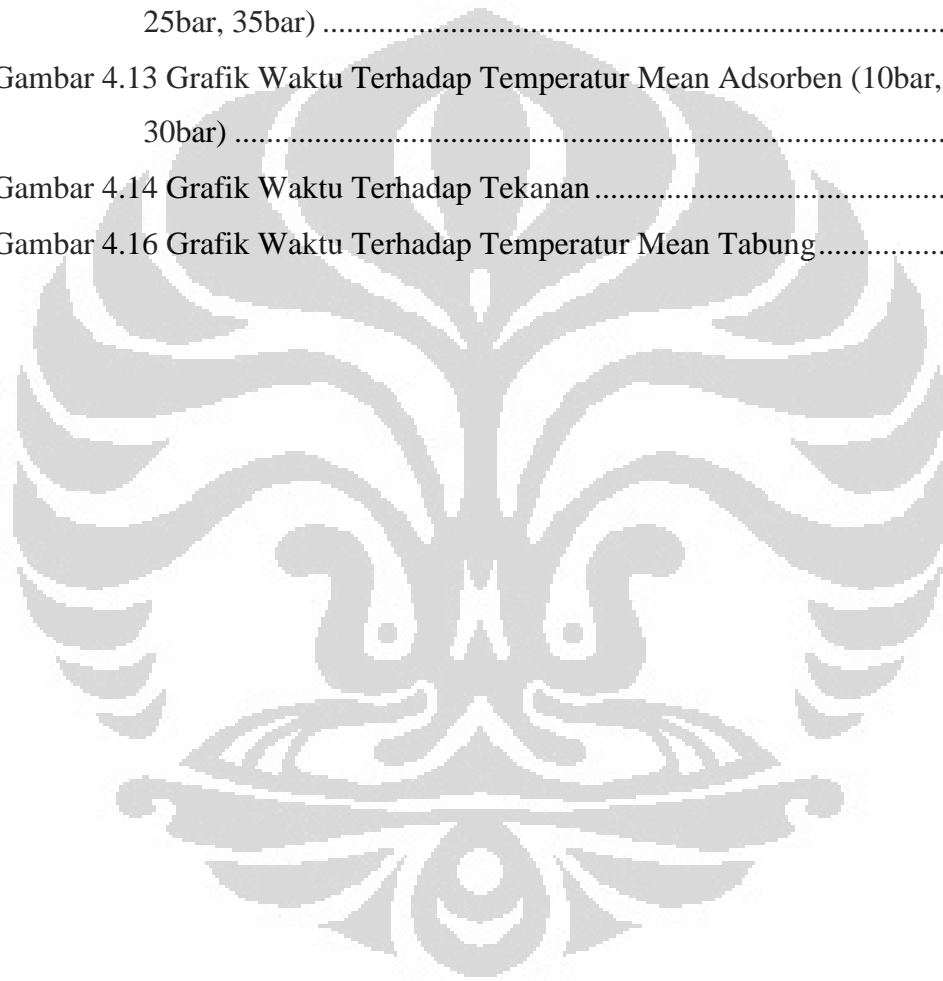 25bar, 35bar) ........................................................................
Gambar 4.13 Grafik Waktu Terhadap Temperatur Mean Adsorben (10bar,
30bar) ....................................................................................
Gambar 4.14 Grafik Waktu Terhadap Tekanan ..........................................
Gambar 4.16 Grafik Waktu Terhadap Temperatur Mean Tabung...............